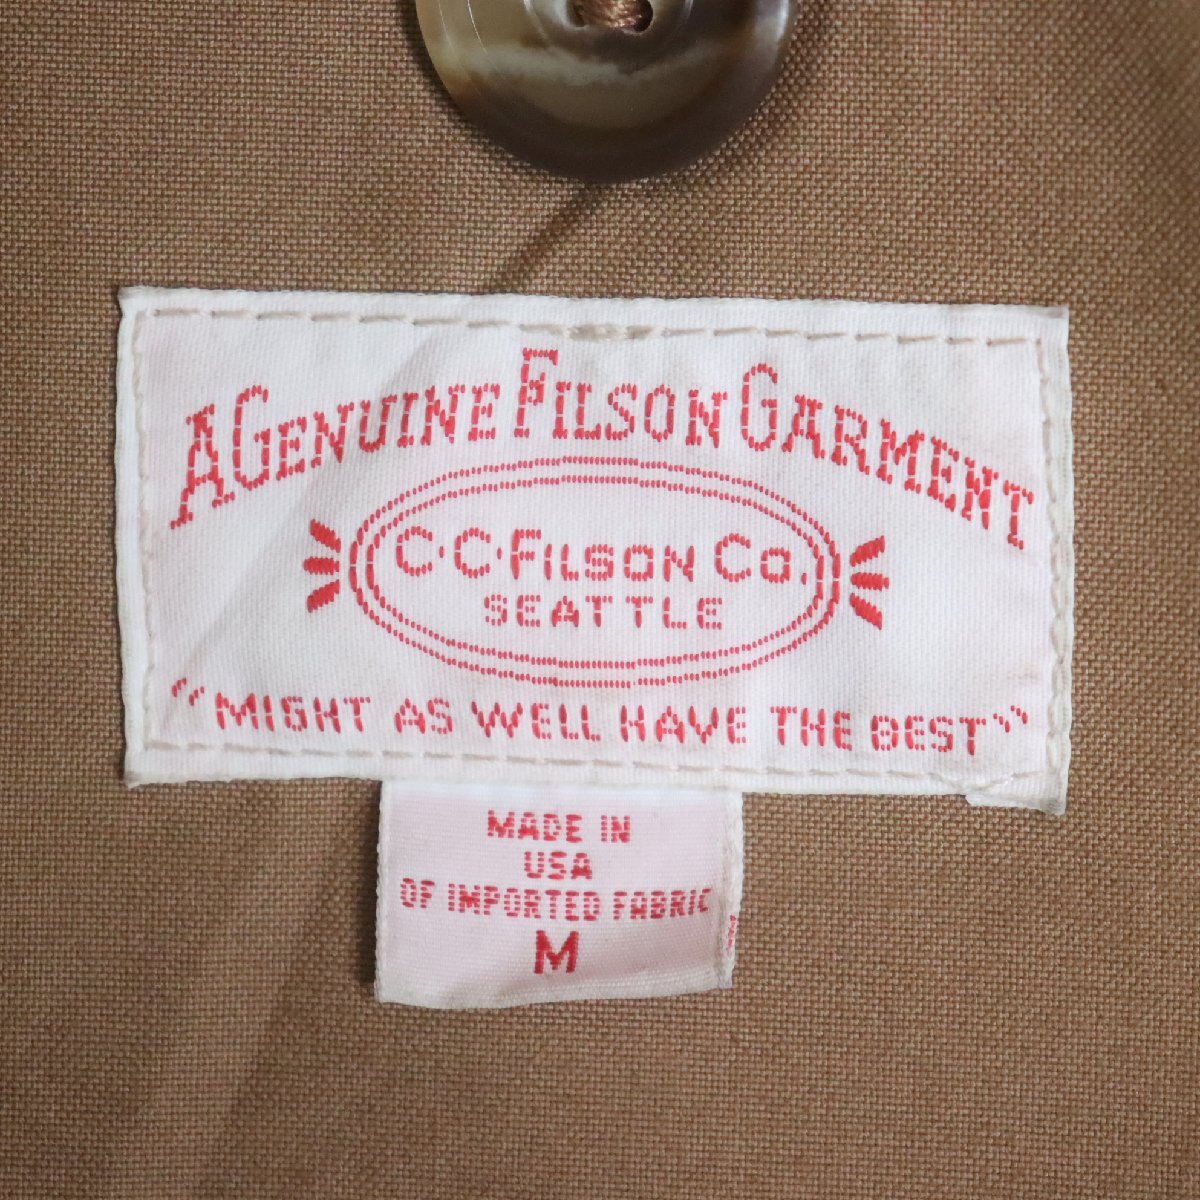 A GENUINE FILSON GARMENT
C·C·FILSON CO.
SEATTLE
"MIGHT AS WELL HAVE THE BEST"
MADE IN
USA
OF IMPORTED FABRIC
M